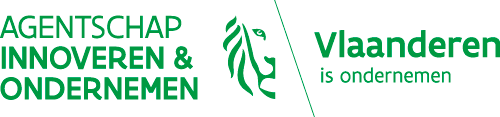 AGENTSCHAP
INNOVEREN &
ONDERNEMEN
Vlaanderen
is ondernemen